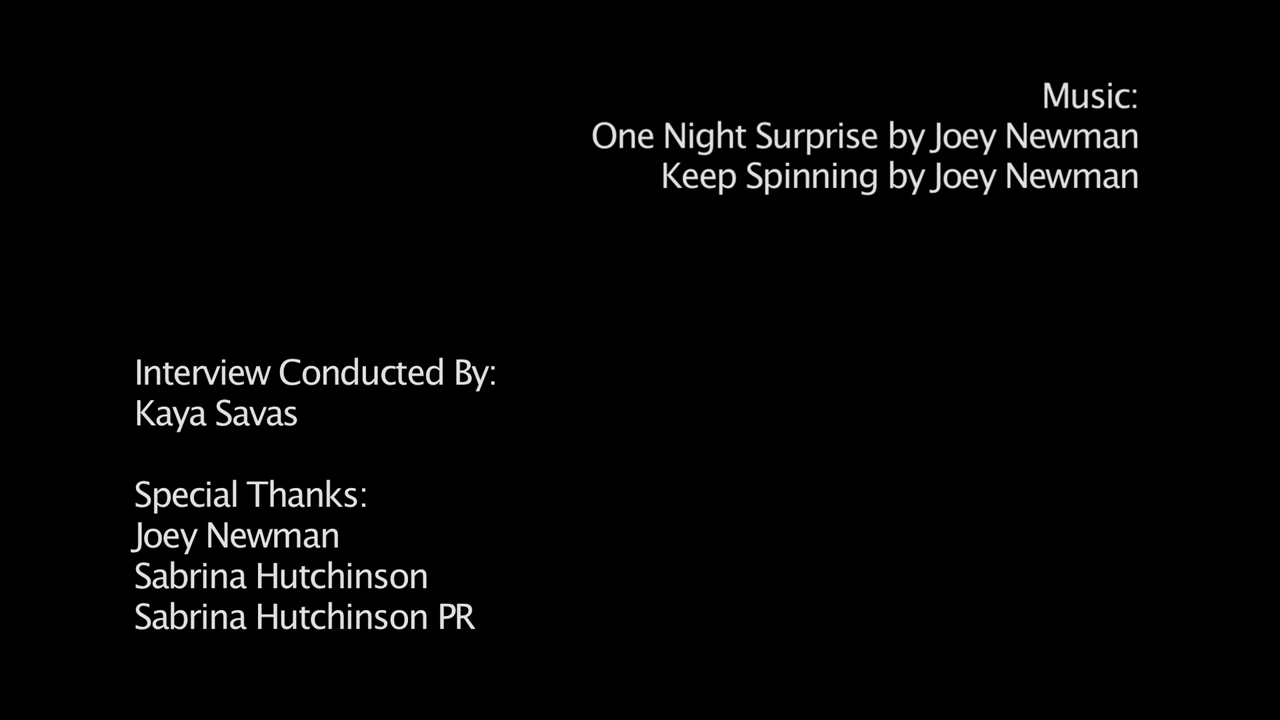 Music:
One Night Surprise by Joey Newman
Keep Spinning by Joey Newman
Interview Conducted By:
Kaya Savas
Special Thanks:
Joey Newman
Sabrina Hutchinson
Sabrina Hutchinson PR